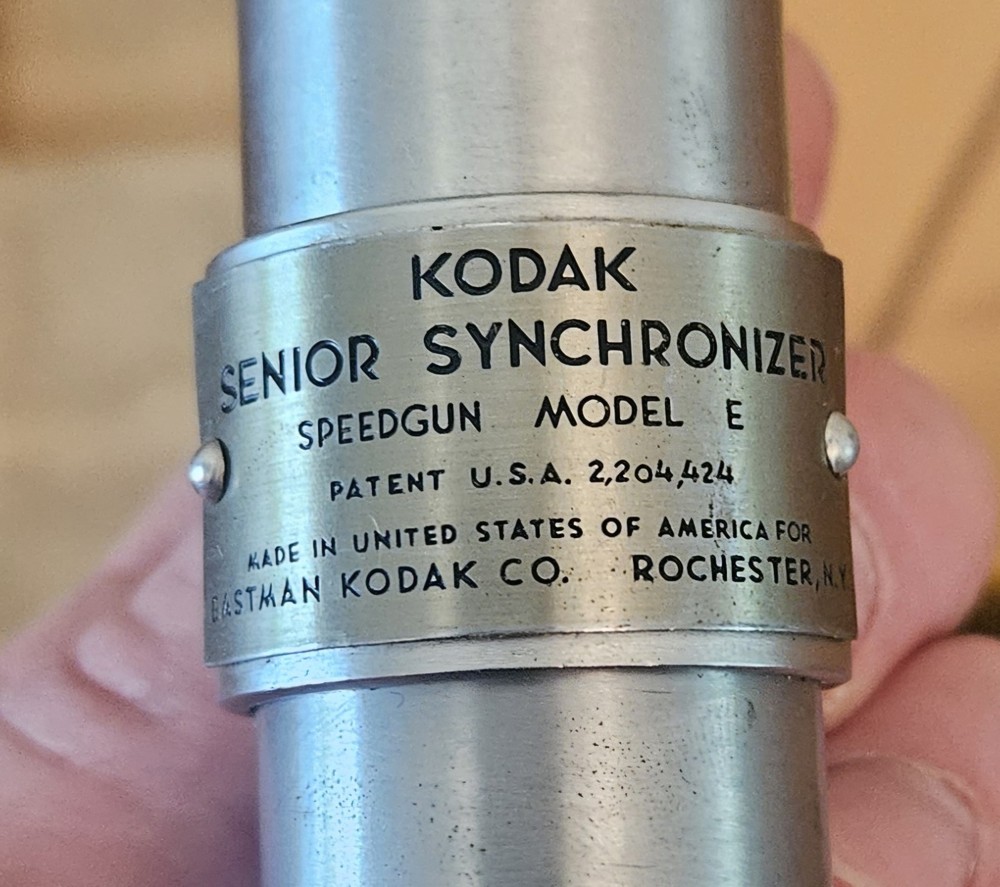 KODAK
SENIOR SYNCHRONIZER
SPEEDGUN MODEL E
PATENT U.S.A. 2,204,424
MADE IN UNITED STATES OF AMERICA FOR
EASTMAN KODAK CO. ROCHESTER, N.Y.